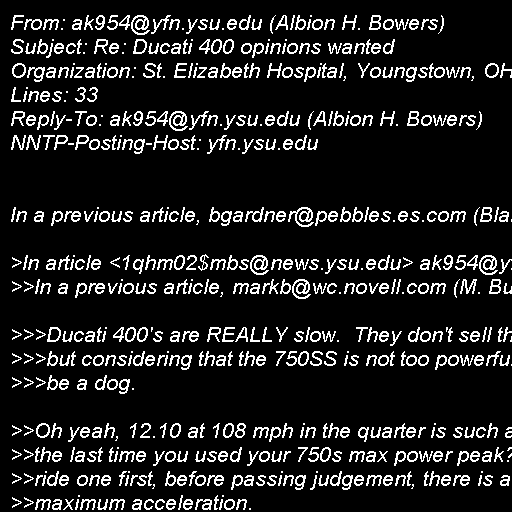 From: ak954@yfn.ysu.edu (Albion H. Bowers)
Subject: Re: Ducati 400 opinions wanted
Organization: St. Elizabeth Hospital, Youngstown, OH
Lines: 33
Reply-To: ak954@yfn.ysu.edu (Albion H. Bowers)
NNTP-Posting-Host: yfn.ysu.edu
In a previous article, bgardner@pebbles.es.com (Bla
>In article <1qhm02$mbs@news.ysu.edu> ak954@y
>>In a previous article, markb@wc.novell.com (M. Bu
>>>Ducati 400's are REALLY slow.  They don't sell th
>>>but considering that the 750SS is not too powerfu
>>>be a dog.
>>Oh yeah, 12.10 at 108 mph in the quarter is such a
>>the last time you used your 750s max power peak?
>>ride one first, before passing judgement, there is a
>>maximum acceleration.